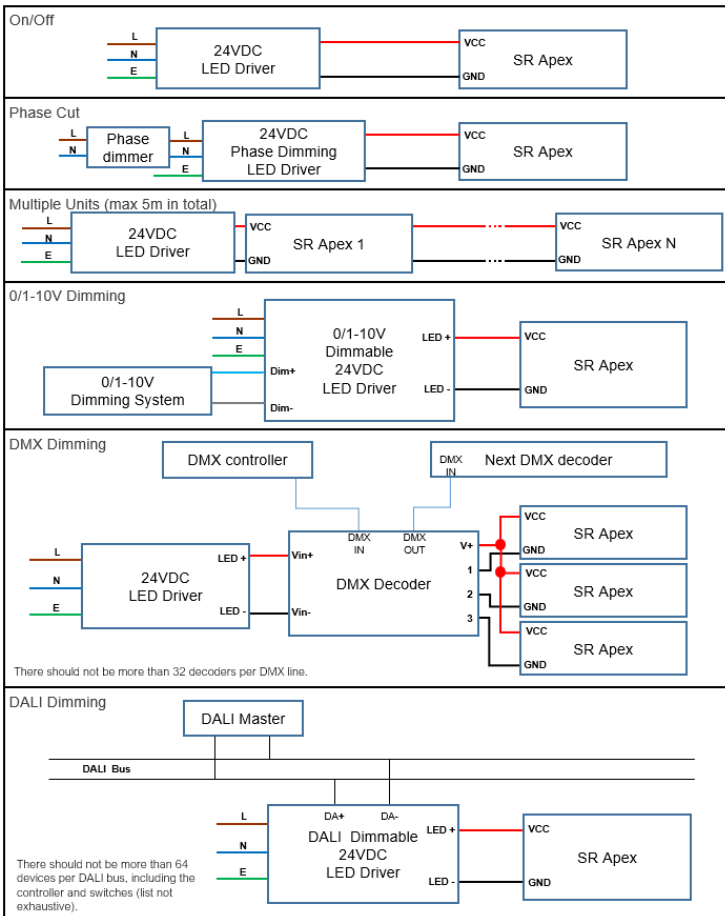 On/Off
L
N
E
24VDC
LED Driver
VCC
GND
SR Apex
Phase Cut
L
N
Phase
dimmer
L
N
E
24VDC
Phase Dimming
LED Driver
VCC
GND
SR Apex
Multiple Units (max 5m in total)
L
N
E
24VDC
LED Driver
VCC
GND
SR Apex 1
VCC
GND
SR Apex N
0/1-10V Dimming
L
N
E
Dim+
Dim-
0/1-10V
Dimming System
0/1-10V
Dimmable
24VDC
LED Driver
LED +
LED -
VCC
GND
SR Apex
DMX Dimming
DMX controller
DMX
IN
Next DMX decoder
L
N
E
24VDC
LED Driver
LED +
LED -
Vin+
Vin-
DMX
IN
DMX
OUT
DMX Decoder
V+
1
2
3
VCC
GND
SR Apex
VCC
GND
SR Apex
VCC
GND
SR Apex
There should not be more than 32 decoders per DMX line.
DALI Dimming
DALI Master
DALI Bus
L
N
E
DA+
DA-
DALI Dimmable
24VDC
LED Driver
LED +
LED -
VCC
GND
SR Apex
There should not be more than 64
devices per DALI bus, including the
controller and switches (list not
exhaustive).